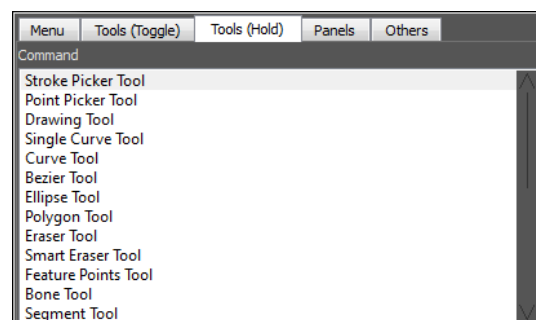 Menu Tools (Toggle) Tools (Hold) Panels Others
Command
Stroke Picker Tool
Point Picker Tool
Drawing Tool
Single Curve Tool
Curve Tool
Bezier Tool
Ellipse Tool
Polygon Tool
Eraser Tool
Smart Eraser Tool
Feature Points Tool
Bone Tool
Segment Tool